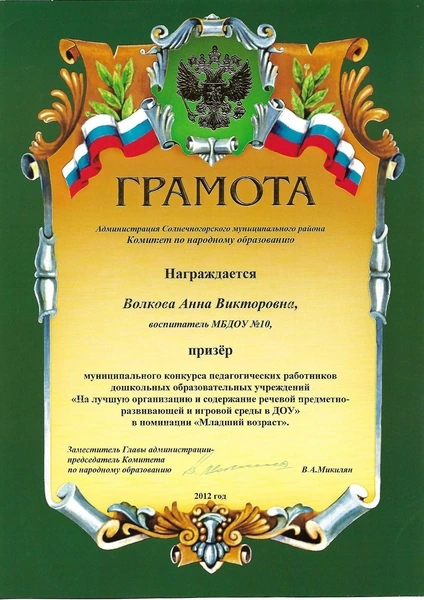 ГРАМОТА
Администрация Солнечногорского муниципального района
Комитет по народному образованию
Награждается
Волкова Анна Викторовна,
воспитатель МБДОУ №10,
призёр
муниципального конкурса педагогических работников
дошкольных образовательных учреждений
«На лучшую организацию и содержание речевой предметно-
развивающей и игровой среды в ДОУ»
в номинации «Младший возраст».
Заместитель Главы администрации-
председатель Комитета
по народному образованию В.А.Микилян
2012 год